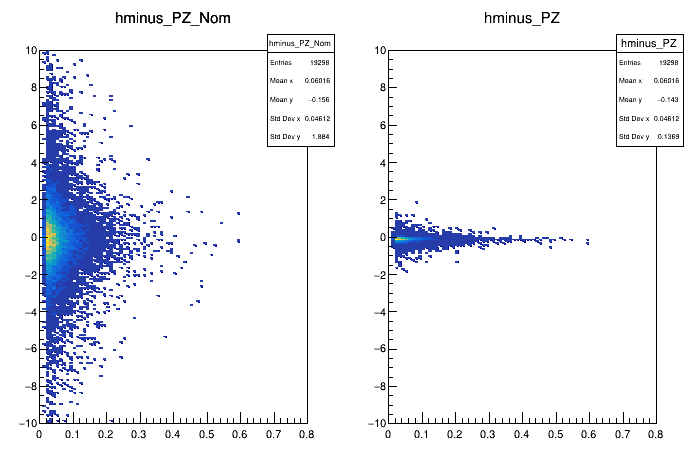 hminus_PZ_Nom
hminus_PZ_Nom
Entries 19298
Mean x 0.06016
Mean y −0.156
Std Dev x 0.04612
Std Dev y 1.884
10
8
6
4
2
0
−2
−4
−6
−8
−10
0 0.1 0.2 0.3 0.4 0.5 0.6 0.7 0.8
hminus_PZ
hminus_PZ
Entries 19298
Mean x 0.06016
Mean y −0.143
Std Dev x 0.04612
Std Dev y 0.1369
10
8
6
4
2
0
−2
−4
−6
−8
−10
0 0.1 0.2 0.3 0.4 0.5 0.6 0.7 0.8